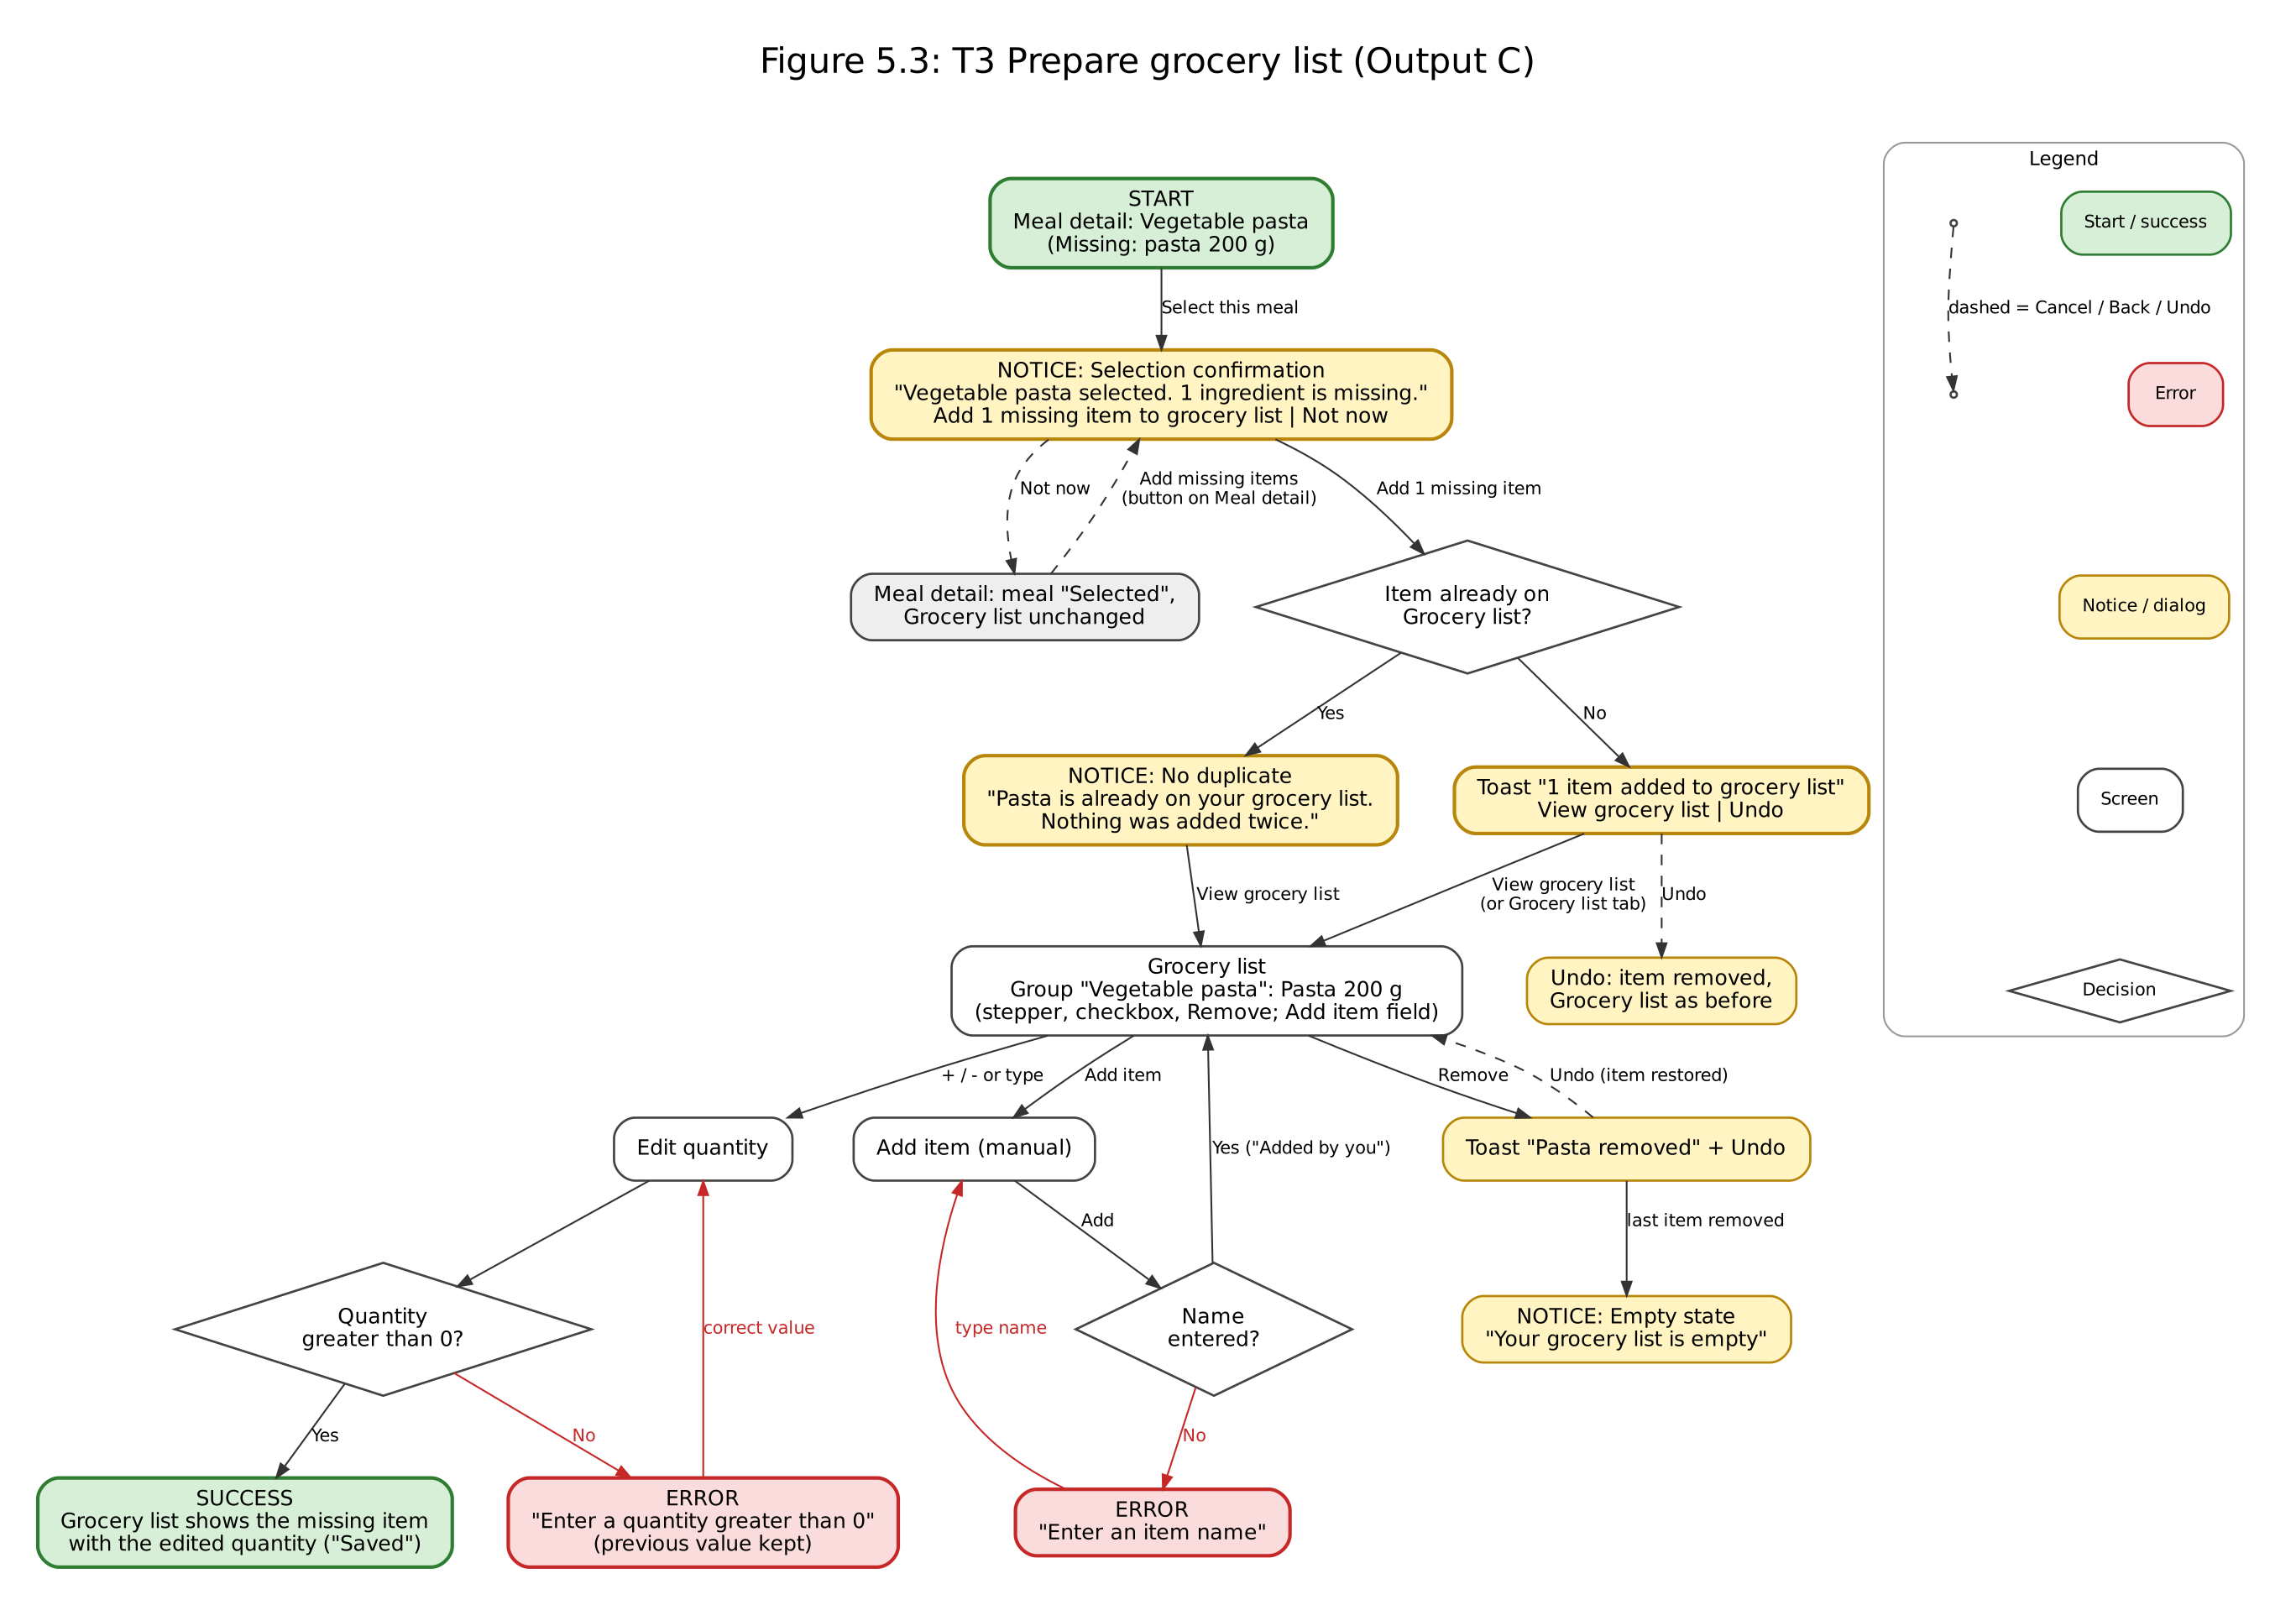 Figure 5.3: T3 Prepare grocery list (Output C)
Legend
START
Meal detail: Vegetable pasta
(Missing: pasta 200 g)
Start / success
Select this meal
dashed = Cancel / Back / Undo
NOTICE: Selection confirmation
"Vegetable pasta selected. 1 ingredient is missing."
Add 1 missing item to grocery list | Not now
Error
Not now
Add missing items
(button on Meal detail)
Add 1 missing item
Meal detail: meal "Selected",
Grocery list unchanged
Item already on
Grocery list?
Notice / dialog
Yes
No
NOTICE: No duplicate
"Pasta is already on your grocery list.
Nothing was added twice."
Toast "1 item added to grocery list"
View grocery list | Undo
Screen
View grocery list
View grocery list
(or Grocery list tab)
Undo
Grocery list
Group "Vegetable pasta": Pasta 200 g
(stepper, checkbox, Remove; Add item field)
Undo: item removed,
Grocery list as before
Decision
+ / - or type
Add item
Remove
Undo (item restored)
Edit quantity
Add item (manual)
Yes ("Added by you")
Toast "Pasta removed" + Undo
Add
last item removed
Quantity
greater than 0?
correct value
type name
Name
entered?
NOTICE: Empty state
"Your grocery list is empty"
Yes
No
No
SUCCESS
Grocery list shows the missing item
with the edited quantity ("Saved")
ERROR
"Enter a quantity greater than 0"
(previous value kept)
ERROR
"Enter an item name"